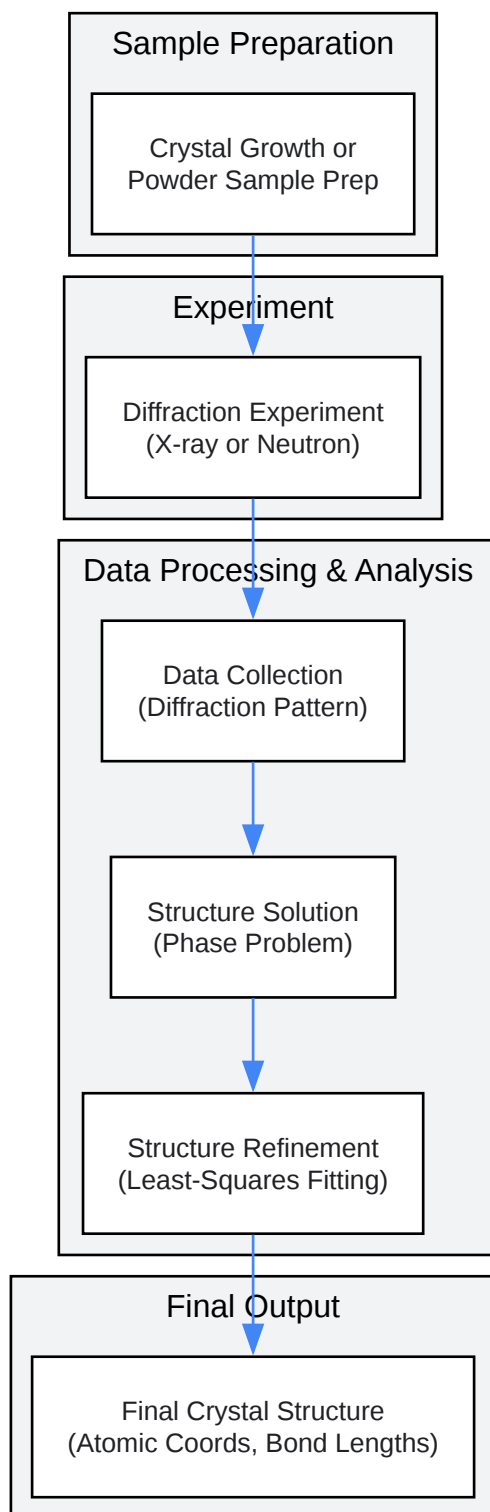 Sample Preparation
Crystal Growth or
Powder Sample Prep
Experiment
Diffraction Experiment
(X-ray or Neutron)
Data Processing & Analysis
Data Collection
(Diffraction Pattern)
Structure Solution
(Phase Problem)
Structure Refinement
(Least-Squares Fitting)
Final Output
Final Crystal Structure
(Atomic Coords, Bond Lengths)